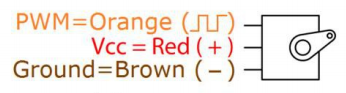 PWM=Orange (⎍⎍)
Vcc = Red ( + )
Ground=Brown ( − )